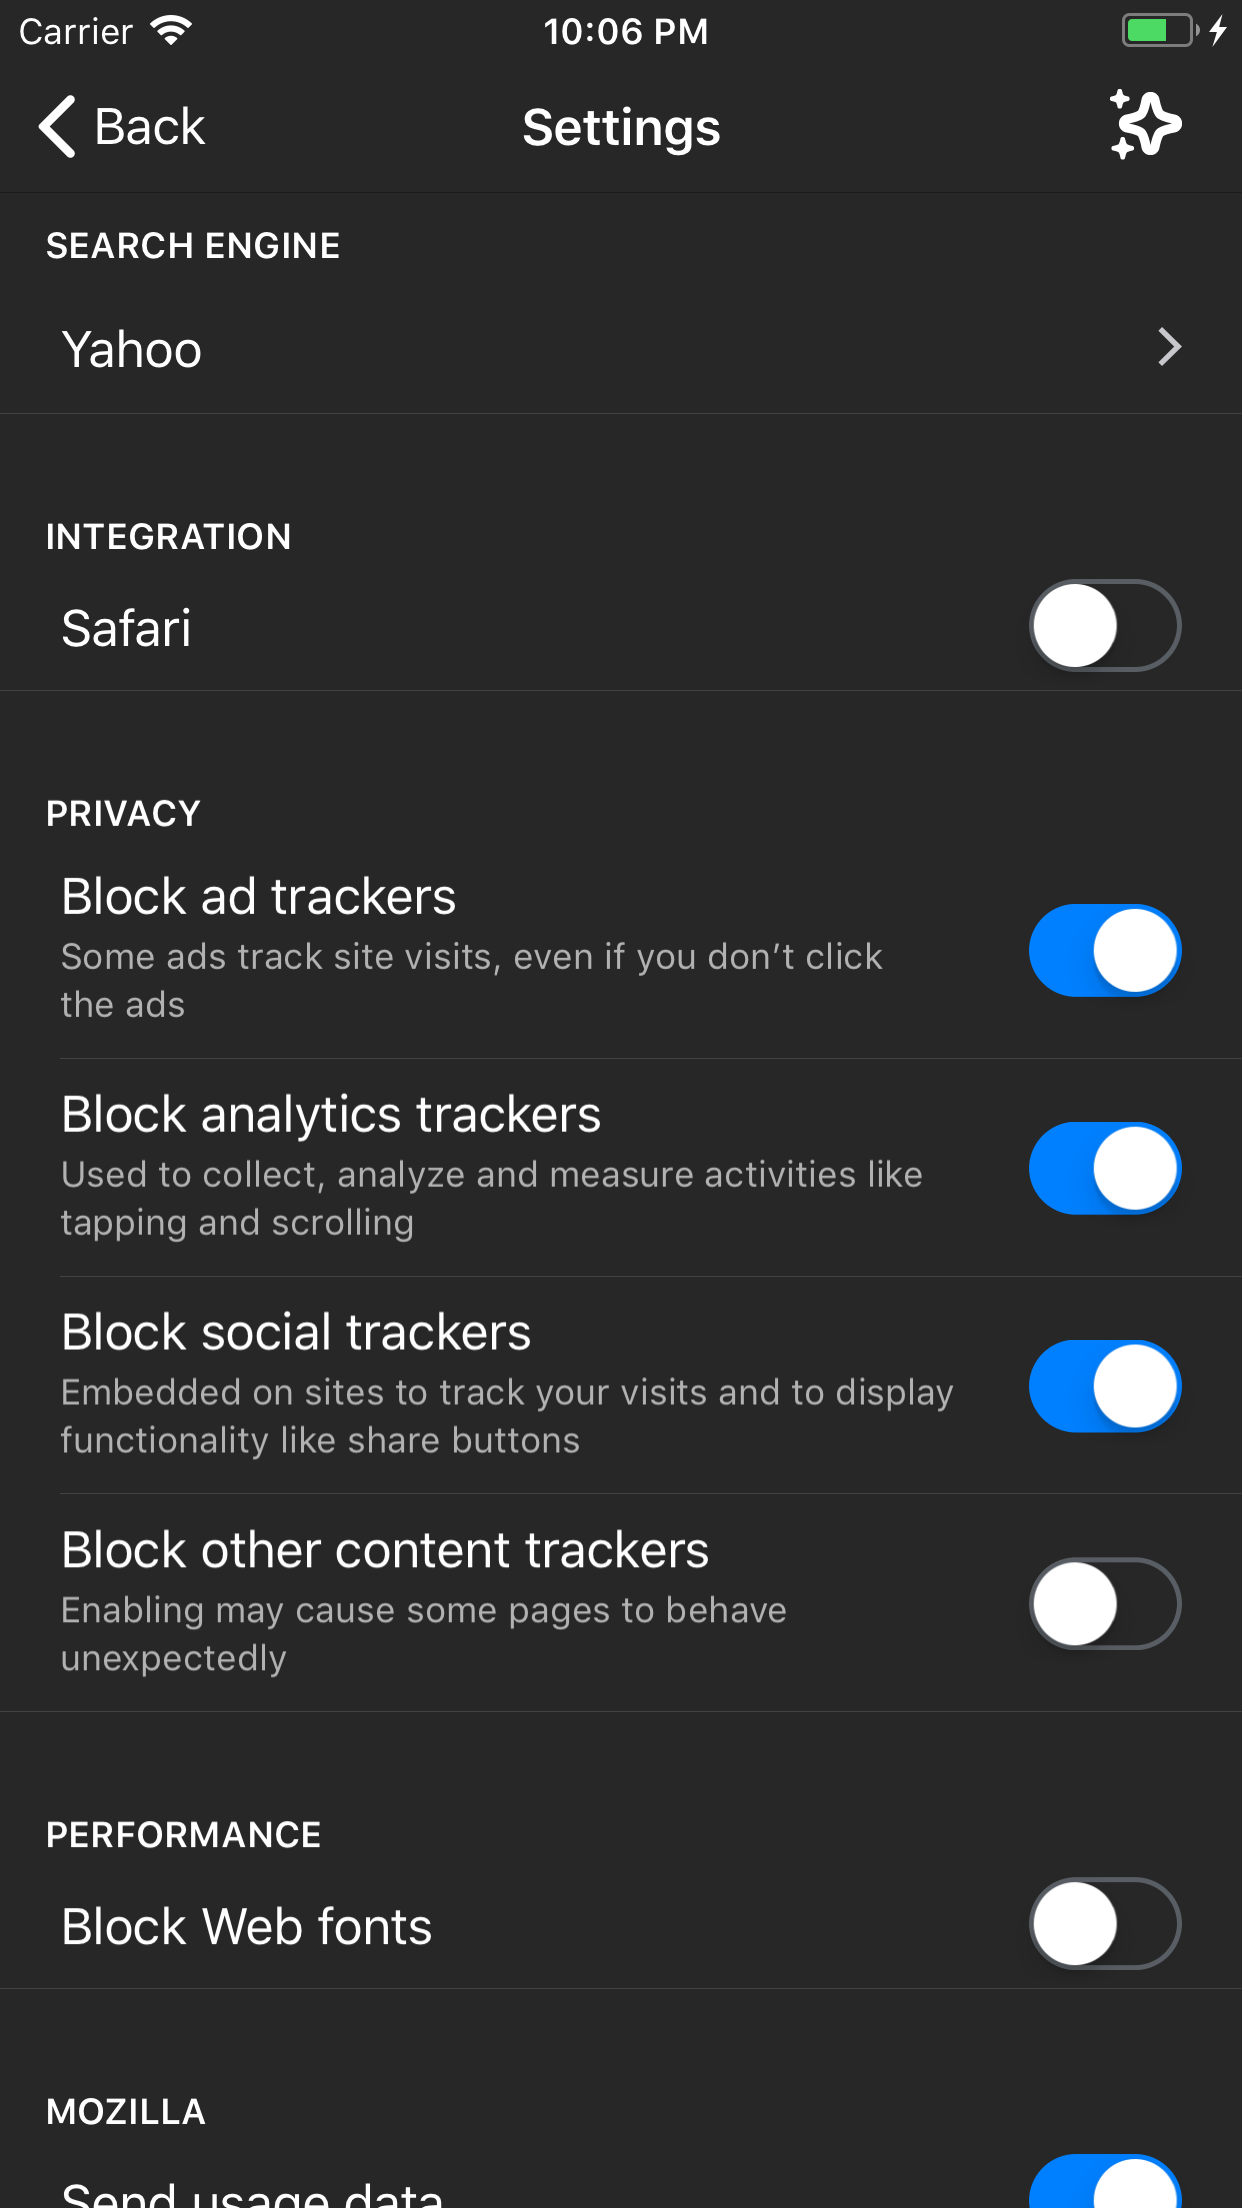 Carrier 10:06 PM
Back Settings
SEARCH ENGINE
Yahoo
INTEGRATION
Safari
PRIVACY
Block ad trackers
Some ads track site visits, even if you don’t click
the ads
Block analytics trackers
Used to collect, analyze and measure activities like
tapping and scrolling
Block social trackers
Embedded on sites to track your visits and to display
functionality like share buttons
Block other content trackers
Enabling may cause some pages to behave
unexpectedly
PERFORMANCE
Block Web fonts
MOZILLA
Send usage data